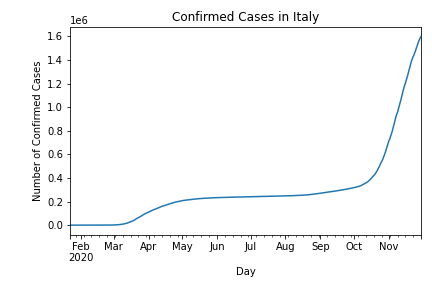 Confirmed Cases in Italy
1e6
1.6
1.4
1.2
1.0
0.8
0.6
0.4
0.2
0.0
Number of Confirmed Cases
Feb Mar Apr May Jun Jul Aug Sep Oct Nov
2020
Day